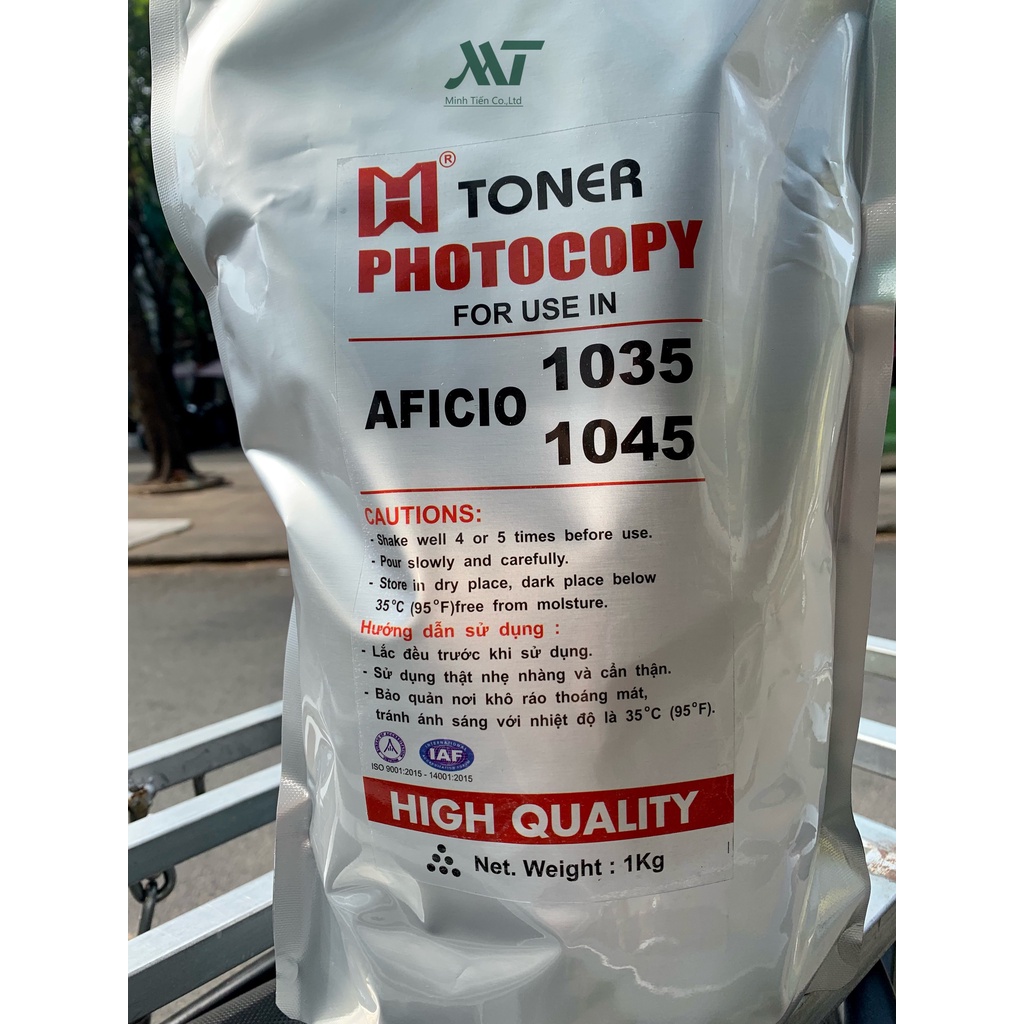 MT
Minh Tiến Co.,Ltd
® TONER
PHOTOCOPY
FOR USE IN
AFICIO 1035
1045
CAUTIONS:
- Shake well 4 or 5 times before use.
- Pour slowly and carefully.
- Store in dry place, dark place below
35°C (95°F)free from molsture.
Hướng dẫn sử dụng :
- Lắc đều trước khi sử dụng.
- Sử dụng thật nhẹ nhàng và cẩn thận.
- Bảo quản nơi khô ráo thoáng mát,
tránh ánh sáng với nhiệt độ là 35°C (95°F).
INTERNATIONAL
IAF
ISO 9001:2015 - 14001:2015
HIGH QUALITY
Net. Weight : 1Kg